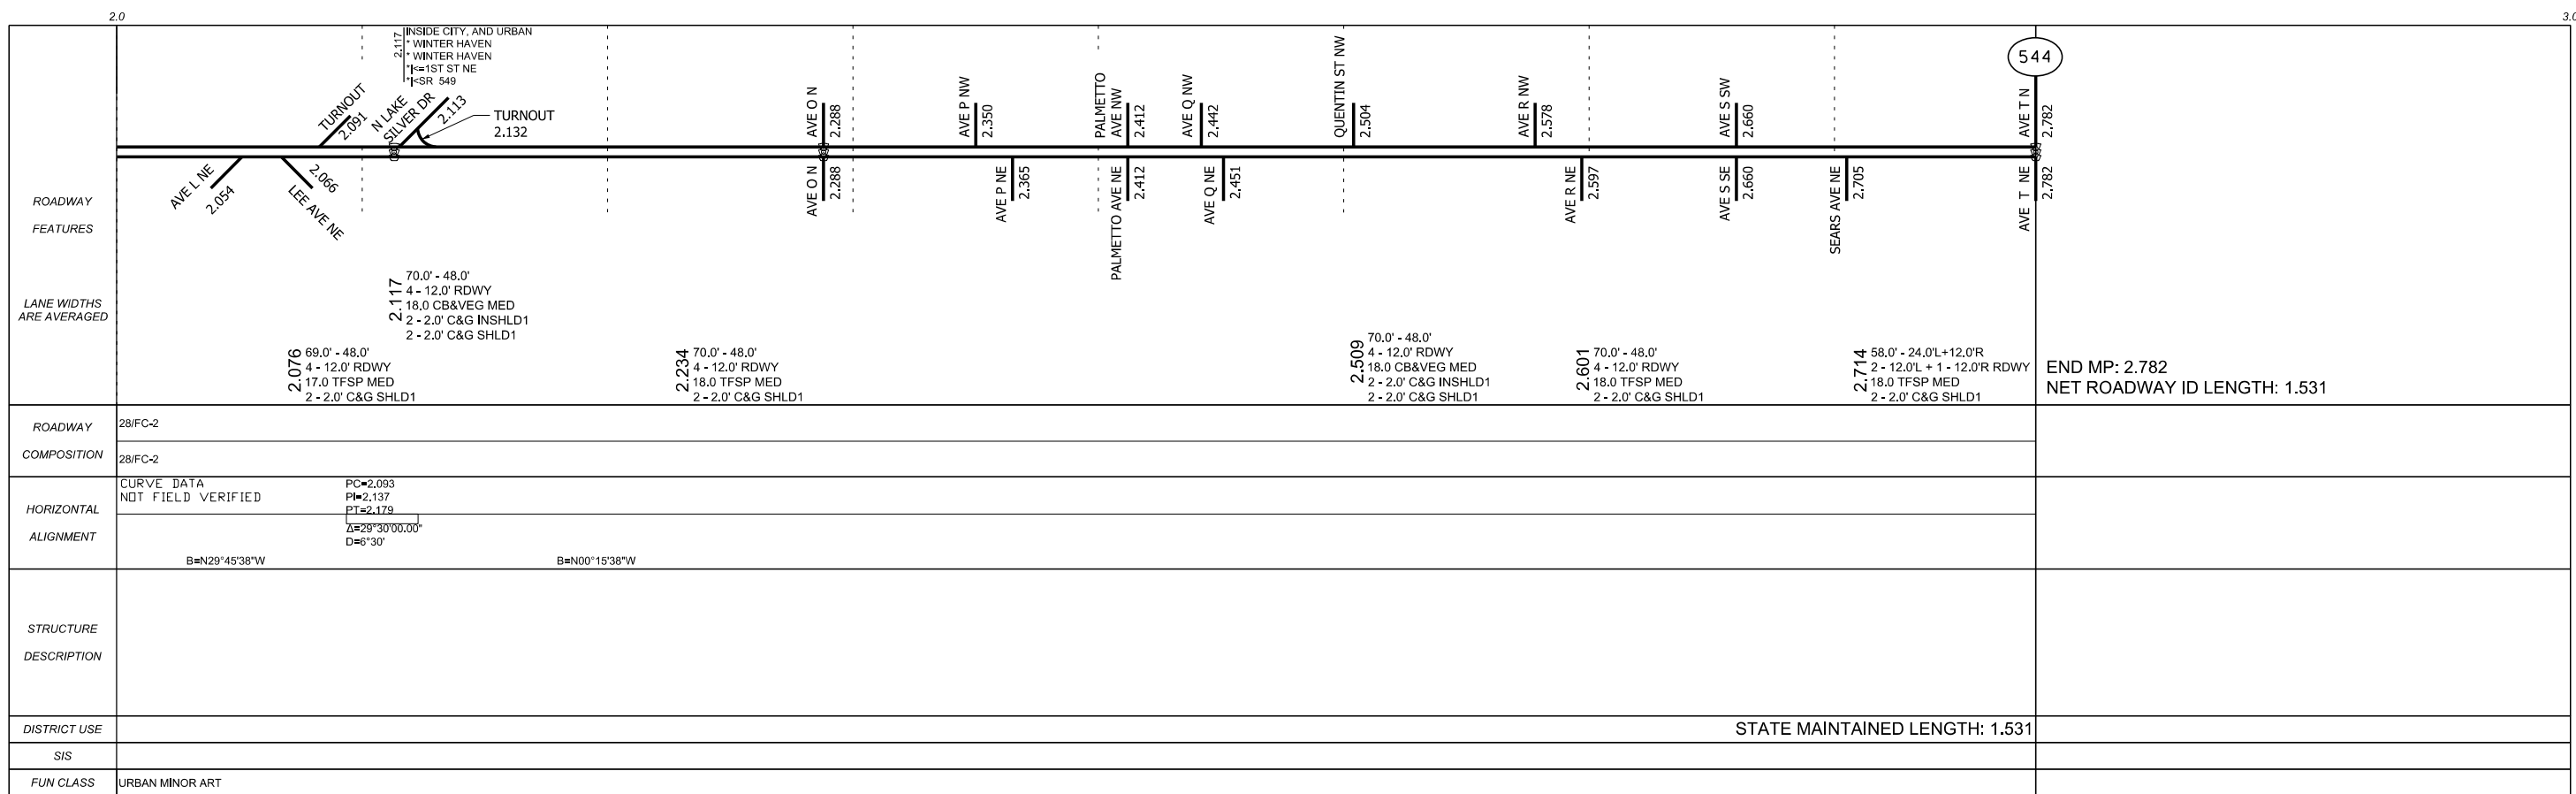 2.0
3.0
2.117
INSIDE CITY, AND URBAN
* WINTER HAVEN
* WINTER HAVEN
*|<=1ST ST NE
*|<SR 549
544
TURNOUT
2.091
N LAKE
SILVER DR
2.113
TURNOUT
2.132
AVE O N
2.288
AVE P NW
2.350
PALMETTO
AVE NW
2.412
AVE Q NW
2.442
QUENTIN ST NW
2.504
AVE R NW
2.578
AVE S SW
2.660
AVE T N
2.782
AVE L NE
2.054
2.066
LEE AVE NE
AVE O N
2.288
AVE P NE
2.365
PALMETTO AVE NE
2.412
AVE Q NE
2.451
AVE R NE
2.597
AVE S SE
2.660
SEARS AVE NE
2.705
AVE T NE
2.782
ROADWAY
FEATURES
LANE WIDTHS
ARE AVERAGED
2.117
70.0' - 48.0'
4 - 12.0' RDWY
18.0 CB&VEG MED
2 - 2.0' C&G INSHLD1
2 - 2.0' C&G SHLD1
2.076
69.0' - 48.0'
4 - 12.0' RDWY
17.0 TFSP MED
2 - 2.0' C&G SHLD1
2.234
70.0' - 48.0'
4 - 12.0' RDWY
18.0 TFSP MED
2 - 2.0' C&G SHLD1
2.509
70.0' - 48.0'
4 - 12.0' RDWY
18.0 CB&VEG MED
2 - 2.0' C&G INSHLD1
2 - 2.0' C&G SHLD1
2.601
70.0' - 48.0'
4 - 12.0' RDWY
18.0 TFSP MED
2 - 2.0' C&G SHLD1
2.714
58.0' - 24.0'L+12.0'R
2 - 12.0'L + 1 - 12.0'R RDWY
18.0 TFSP MED
2 - 2.0' C&G SHLD1
END MP: 2.782
NET ROADWAY ID LENGTH: 1.531
ROADWAY
COMPOSITION
28/FC-2
28/FC-2
HORIZONTAL
ALIGNMENT
CURVE DATA
NOT FIELD VERIFIED
PC=2.093
PI=2.137
PT=2.179
Δ=29°30'00.00"
D=6°30'
B=N29°45'38"W
B=N00°15'38"W
STRUCTURE
DESCRIPTION
DISTRICT USE
STATE MAINTAINED LENGTH: 1.531
SIS
FUN CLASS
URBAN MINOR ART